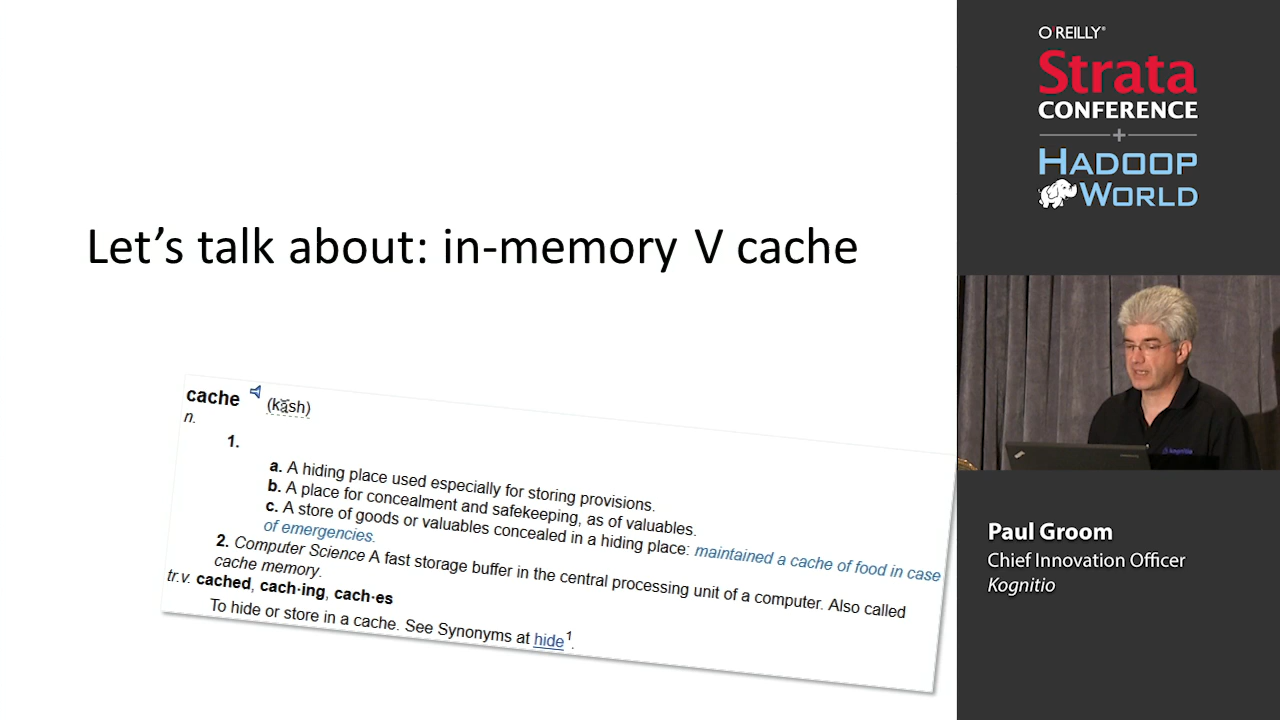 Let's talk about: in-memory V cache
cache (kăsh)
n.
1.
a. A hiding place used especially for storing provisions.
b. A place for concealment and safekeeping, as of valuables.
c. A store of goods or valuables concealed in a hiding place: maintained a cache of food in case
of emergencies.
2. Computer Science A fast storage buffer in the central processing unit of a computer. Also called
cache memory.
tr.v. cached, cach·ing, cach·es
To hide or store in a cache. See Synonyms at hide1.
O'REILLY®
Strata
CONFERENCE
+
HADOOP
WORLD
Paul Groom
Chief Innovation Officer
Kognitio